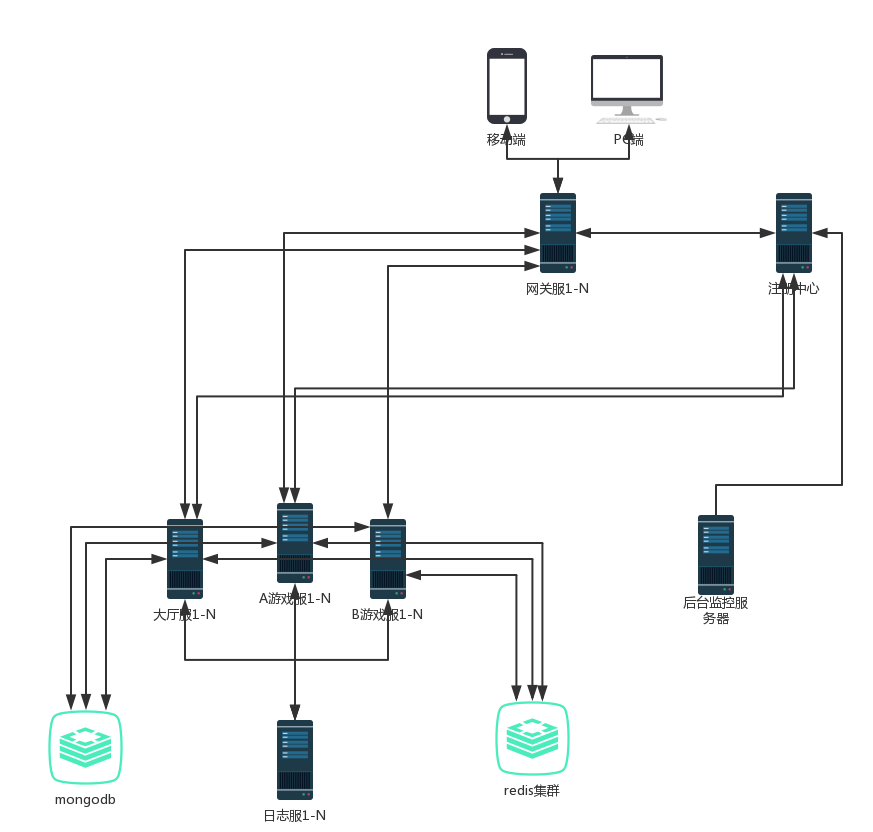 移动端
PC端
网关服1-N
注册中心
大厅服1-N
A游戏服1-N
B游戏服1-N
后台监控服
务器
mongodb
redis集群
日志服1-N